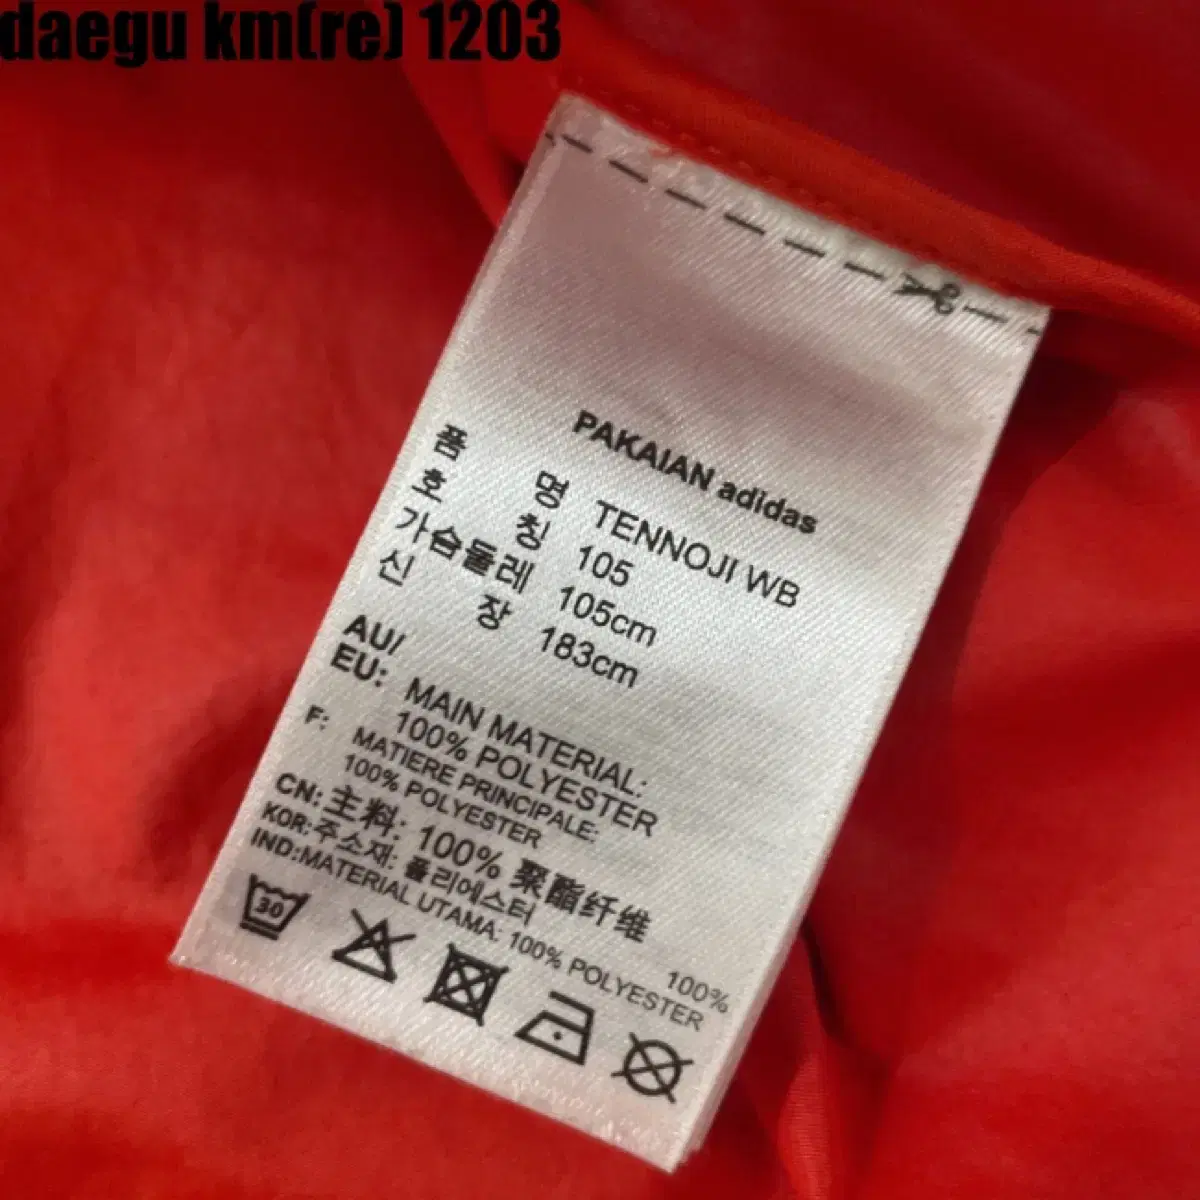 daegu km(re) 1203
PAKAIAN adidas
품 명 TENNOJI WB
호 칭 105
가슴둘레 105cm
신 장 183cm
AU/
EU: MAIN MATERIAL:
100% POLYESTER
F: MATIERE PRINCIPALE:
100% POLYESTER
CN: 主料: 100% 聚酯纤维
KOR: 주소재: 폴리에스터 100%
IND:MATERIAL UTAMA: 100% POLYESTER
30